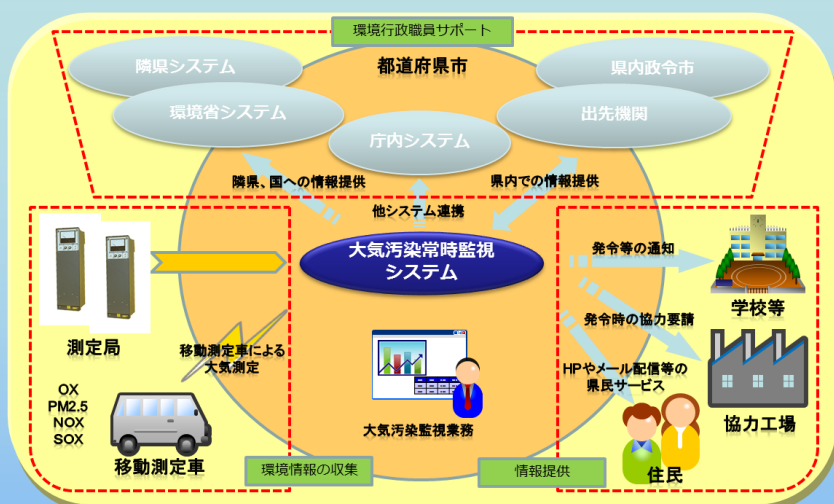 環境行政職員サポート
都道府県市
隣県システム
県内政令市
環境省システム
出先機関
庁内システム
隣県、国への情報提供
県内での情報提供
他システム連携
大気汚染常時監視
システム
発令等の通知
学校等
発令時の協力要請
測定局
移動測定車による
大気測定
HPやメール配信等の
県民サービス
OX
PM2.5
NOX
SOX
協力工場
大気汚染監視業務
移動測定車
住民
環境情報の収集
情報提供